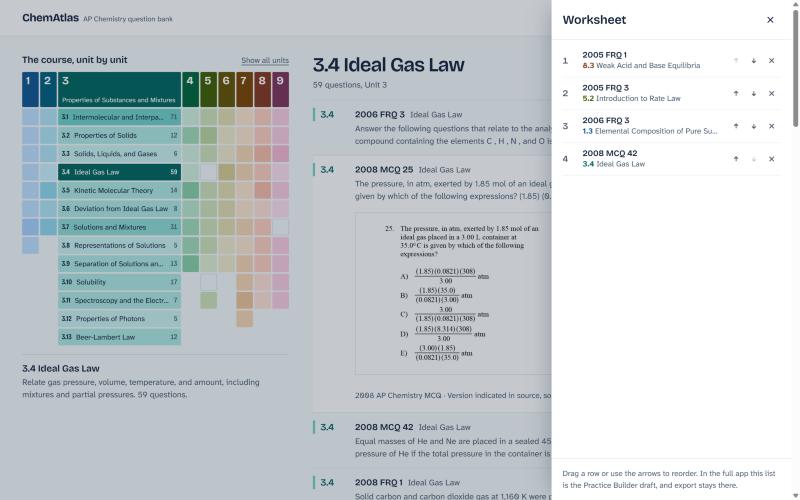 ChemAtlas AP Chemistry question bank
The course, unit by unit Show all units
1 2 3 4 5 6 7 8 9
Properties of Substances and Mixtures
3.1 Intermolecular and Interpa... 71
3.2 Properties of Solids 12
3.3 Solids, Liquids, and Gases 6
3.4 Ideal Gas Law 59
3.5 Kinetic Molecular Theory 14
3.6 Deviation from Ideal Gas Law 8
3.7 Solutions and Mixtures 31
3.8 Representations of Solutions 5
3.9 Separation of Solutions an... 13
3.10 Solubility 17
3.11 Spectroscopy and the Electr... 7
3.12 Properties of Photons 5
3.13 Beer-Lambert Law 12
3.4 Ideal Gas Law
Relate gas pressure, volume, temperature, and amount, including
mixtures and partial pressures. 59 questions.
3.4 Ideal Gas Law
59 questions, Unit 3
3.4 2006 FRQ 3 Ideal Gas Law
Answer the following questions that relate to the analy
compound containing the elements C , H , N , and O is
3.4 2008 MCQ 25 Ideal Gas Law
The pressure, in atm, exerted by 1.85 mol of an ideal g
given by which of the following expressions? (1.85) (0.
25. The pressure, in atm, exerted by 1.85 mol of an
ideal gas placed in a 3.00 L container at
35.0°C is given by which of the following
expressions?
A) (1.85)(0.0821)(308) / 3.00 atm
B) (1.85)(35.0) / (0.0821)(3.00) atm
C) 3.00 / (1.85)(0.0821)(308) atm
D) (1.85)(8.314)(308) / 3.00 atm
E) (3.00)(1.85) / (0.0821)(35.0) atm
2008 AP Chemistry MCQ · Version indicated in source, so
3.4 2008 MCQ 42 Ideal Gas Law
Equal masses of He and Ne are placed in a sealed 45
pressure of He if the total pressure in the container is
3.4 2008 FRQ 1 Ideal Gas Law
Solid carbon and carbon dioxide gas at 1,160 K were p
Worksheet
1 2005 FRQ 1
8.3 Weak Acid and Base Equilibria
2 2005 FRQ 3
5.2 Introduction to Rate Law
3 2006 FRQ 3
1.3 Elemental Composition of Pure Su...
4 2008 MCQ 42
3.4 Ideal Gas Law
Drag a row or use the arrows to reorder. In the full app this list
is the Practice Builder draft, and export stays there.